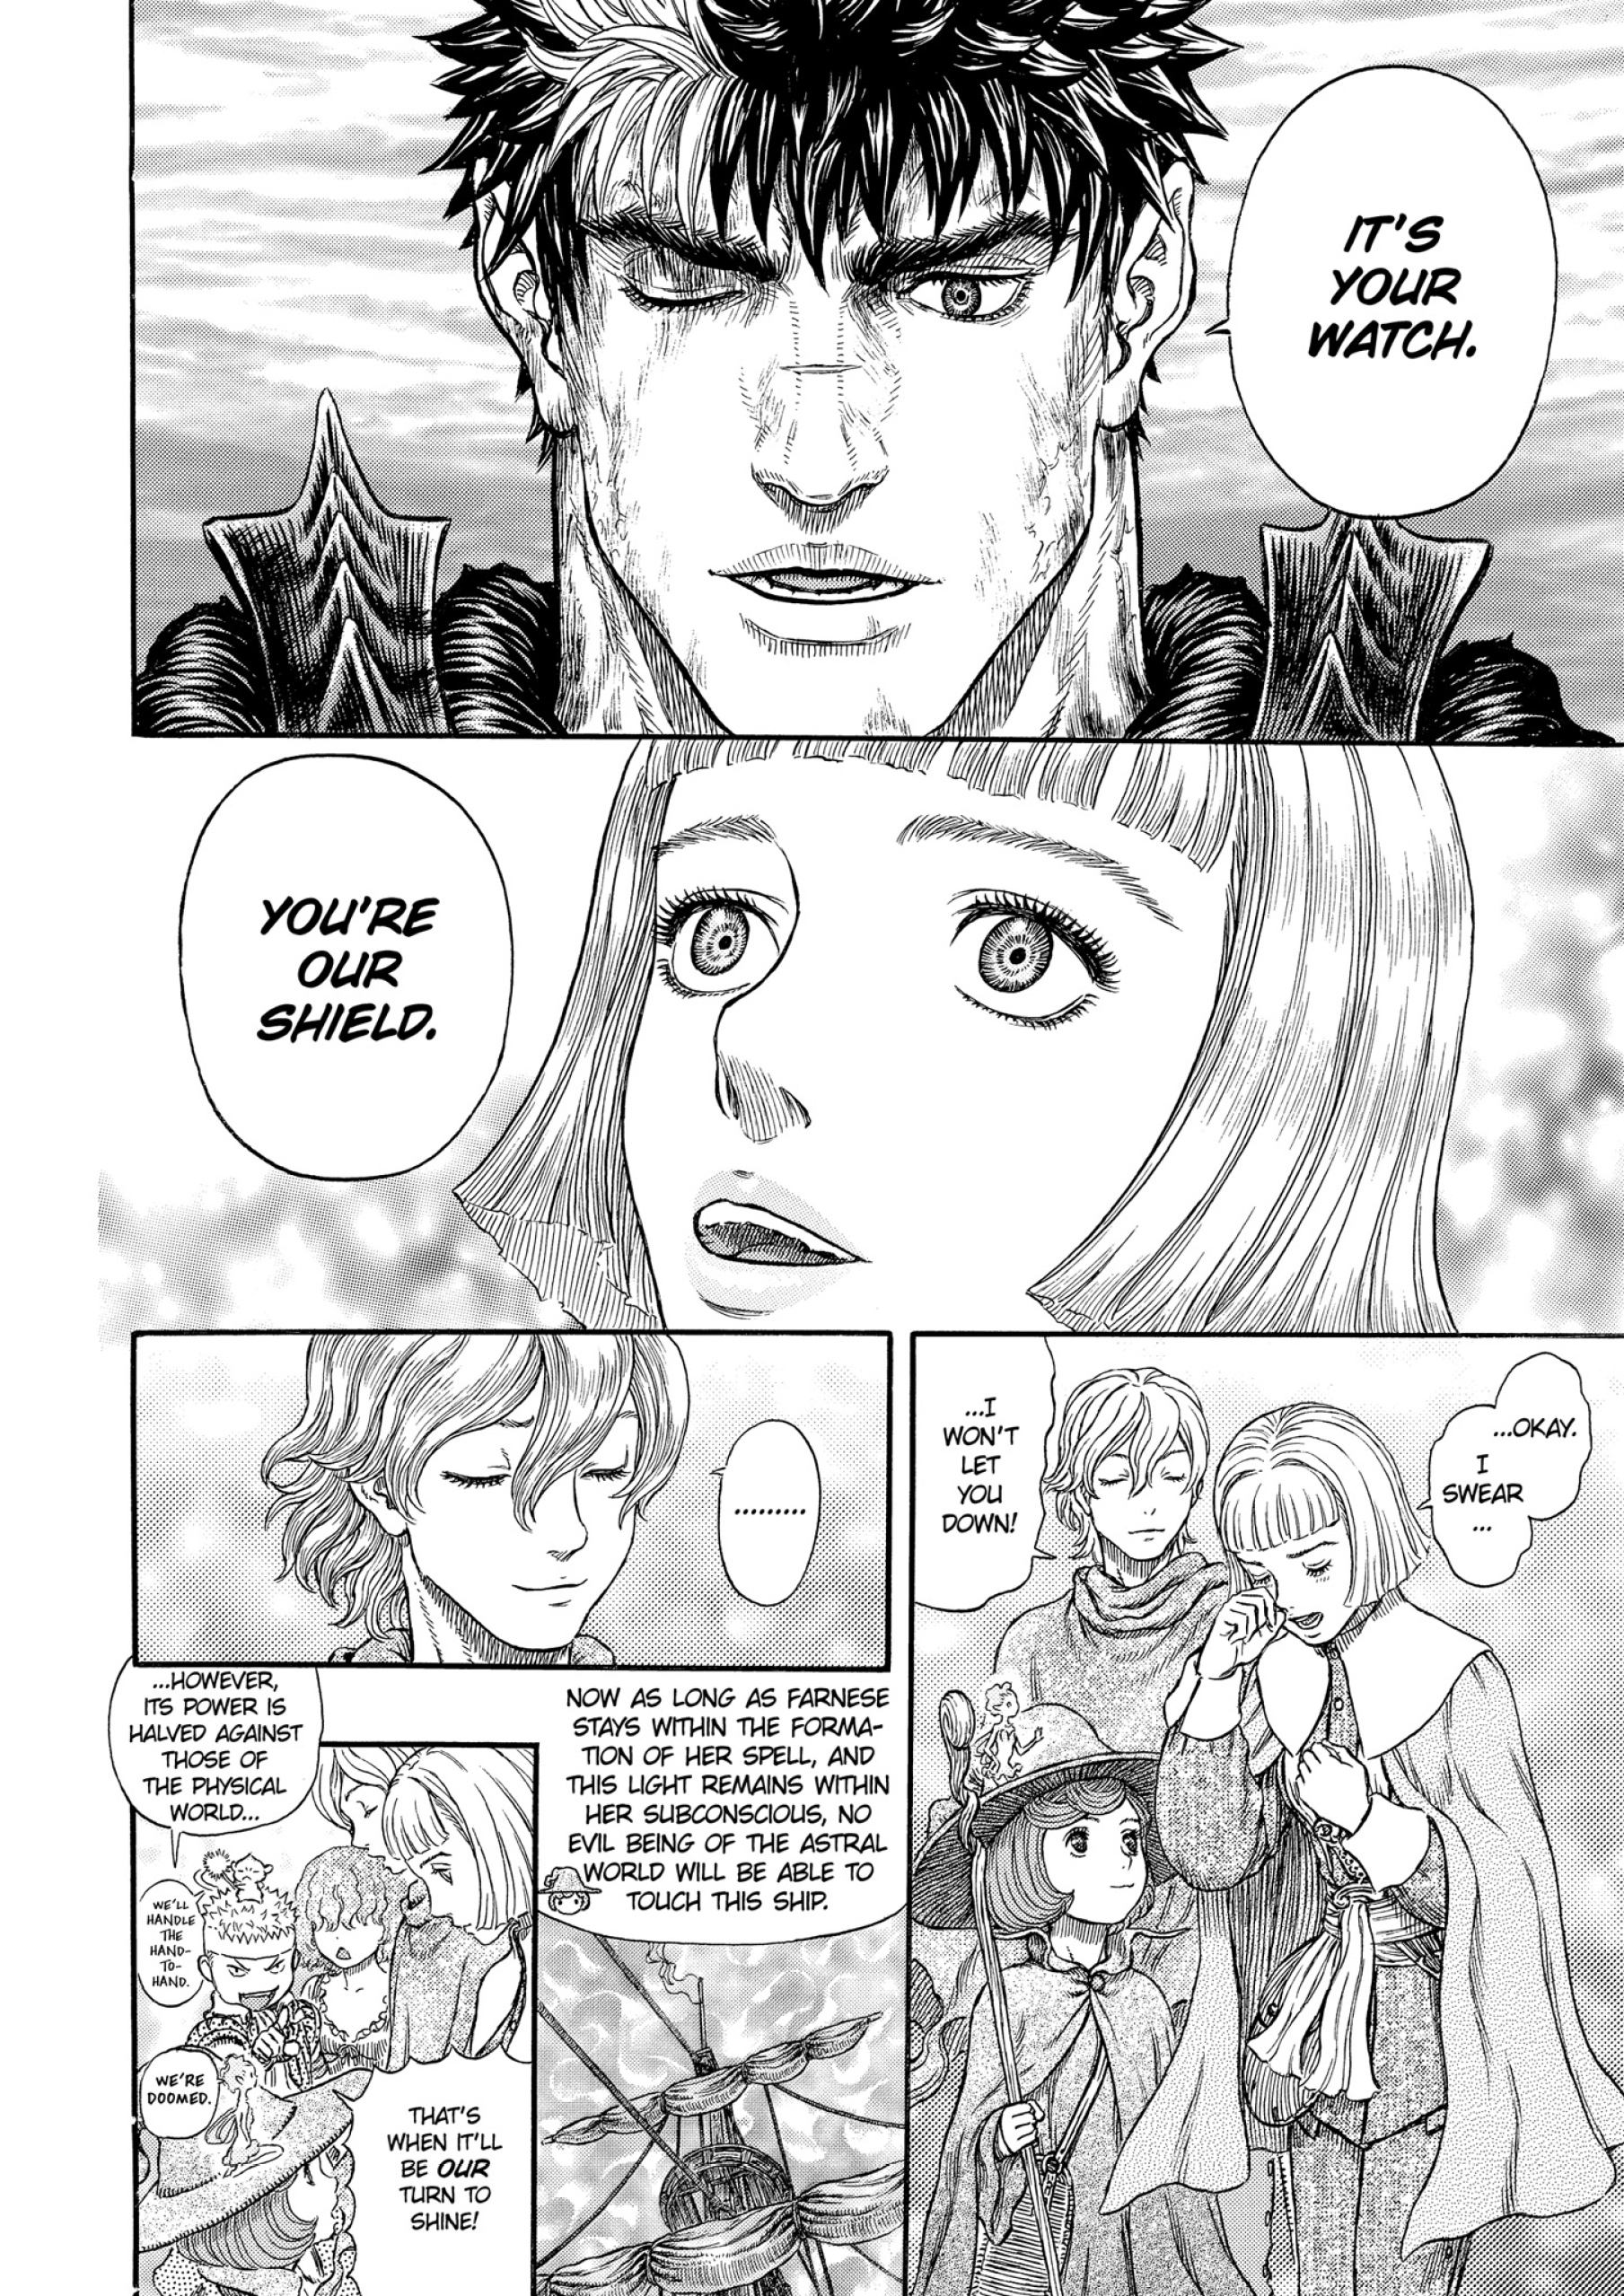 IT'S
YOUR
WATCH.
YOU'RE
OUR
SHIELD.
...OKAY.
I
SWEAR
...
...I
WON'T
LET
YOU
DOWN!
..........
NOW AS LONG AS FARNESE
STAYS WITHIN THE FORMA-
TION OF HER SPELL, AND
THIS LIGHT REMAINS WITHIN
HER SUBCONSCIOUS, NO
EVIL BEING OF THE ASTRAL
WORLD WILL BE ABLE TO
TOUCH THIS SHIP.
...HOWEVER,
ITS POWER IS
HALVED AGAINST
THOSE OF
THE PHYSICAL
WORLD...
WE'LL
HANDLE
THE
HAND-
TO-
HAND.
WE'RE
DOOMED.
THAT'S
WHEN IT'LL
BE OUR
TURN TO
SHINE!